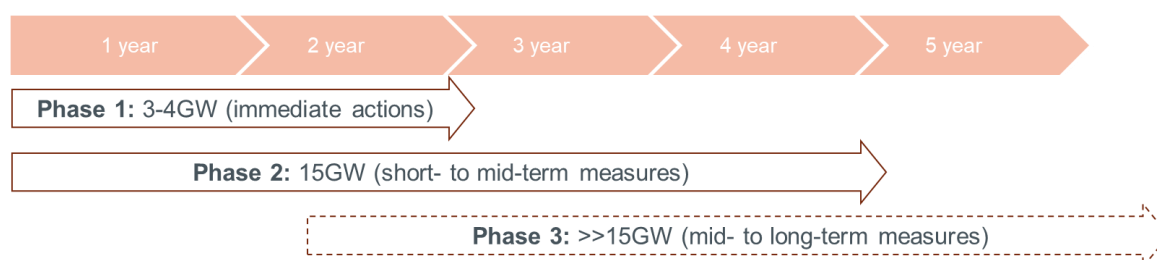 1 year 2 year 3 year 4 year 5 year
Phase 1: 3-4GW (immediate actions)
Phase 2: 15GW (short- to mid-term measures)
Phase 3: >>15GW (mid- to long-term measures)